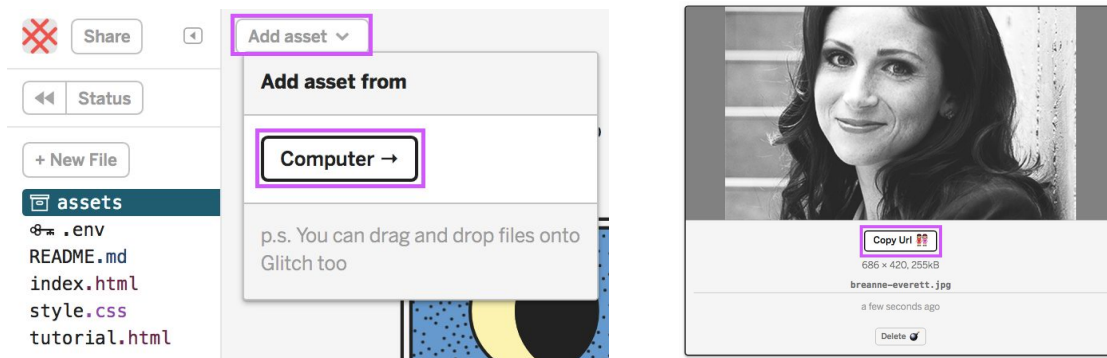 Share
Add asset
Status
+ New File
assets
.env
README.md
index.html
style.css
tutorial.html
Add asset from
Computer →
p.s. You can drag and drop files onto
Glitch too
Copy Url
686 × 420, 255kB
breanne-everett.jpg
a few seconds ago
Delete